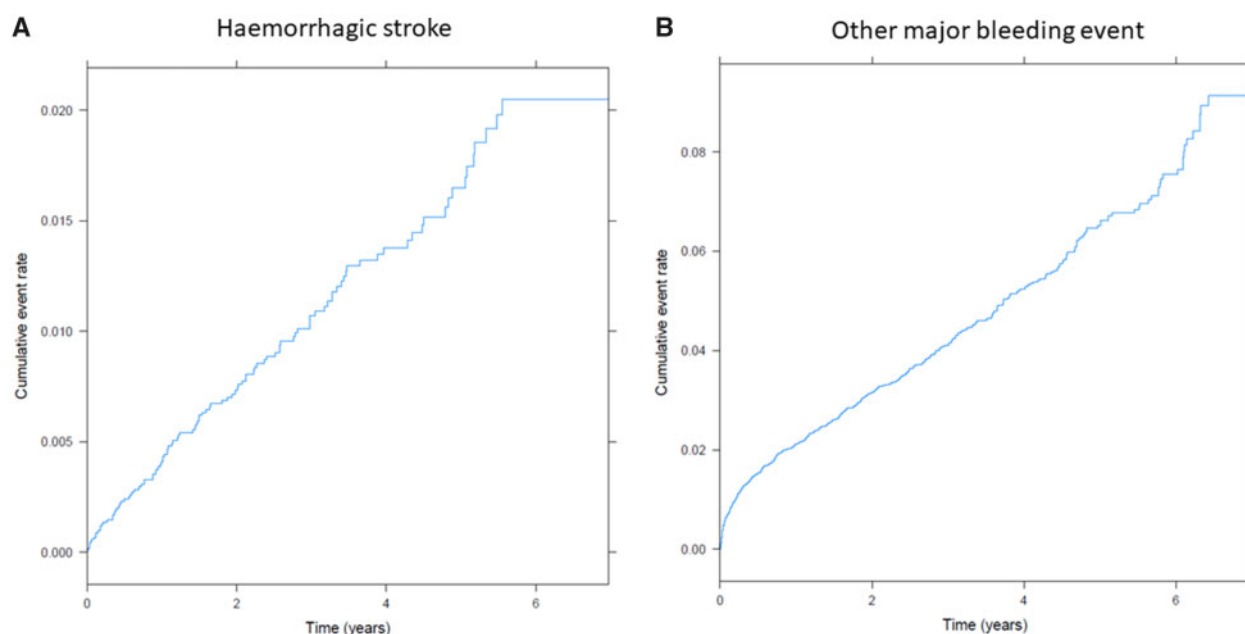 A
Haemorrhagic stroke
Cumulative event rate
0.020
0.015
0.010
0.005
0.000
0 2 4 6
Time (years)
B
Other major bleeding event
Cumulative event rate
0.08
0.06
0.04
0.02
0.00
0 2 4 6
Time (years)